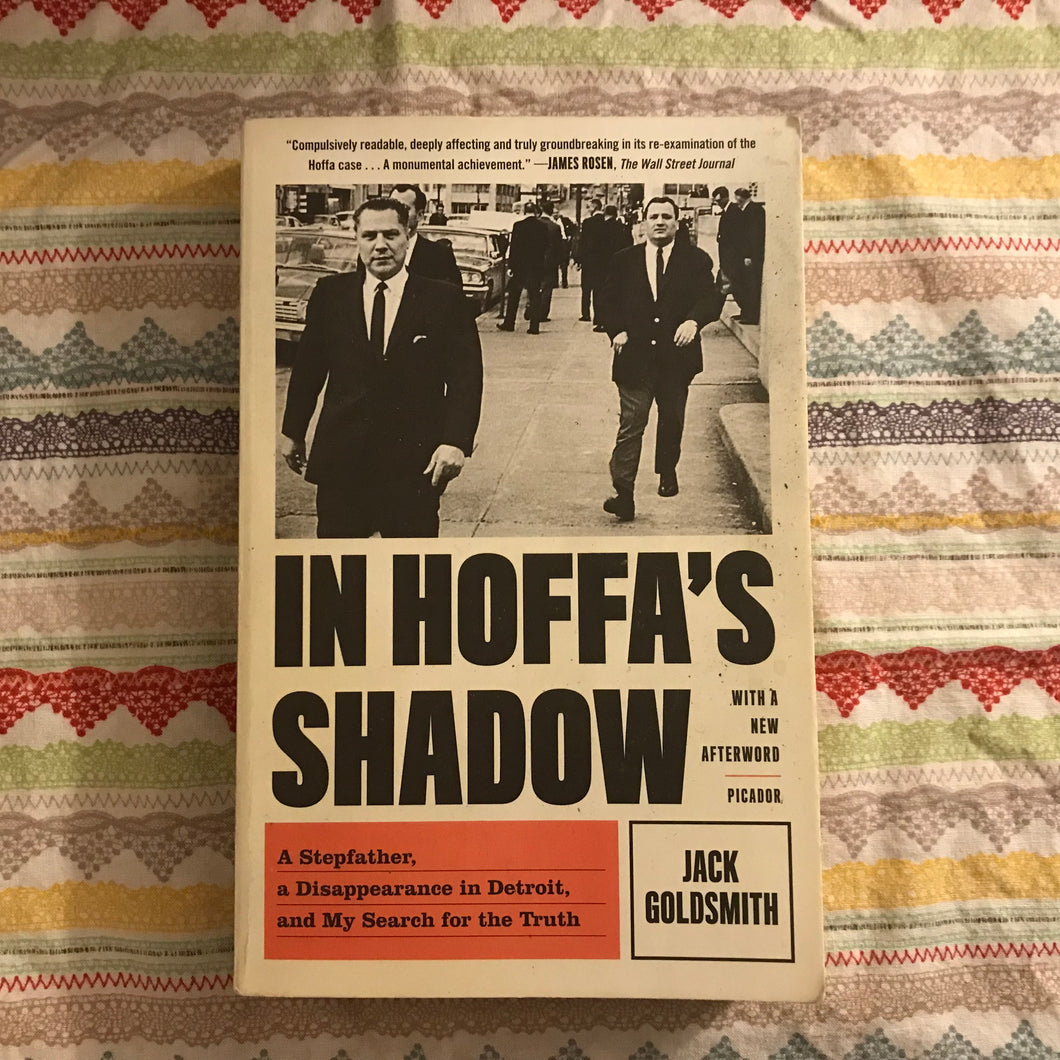 “Compulsively readable, deeply affecting and truly groundbreaking in its re-examination of the
Hoffa case . . . A monumental achievement.” —JAMES ROSEN, The Wall Street Journal
IN HOFFA’S
SHADOW
WITH A
NEW
AFTERWORD
PICADOR
A Stepfather,
a Disappearance in Detroit,
and My Search for the Truth
JACK
GOLDSMITH